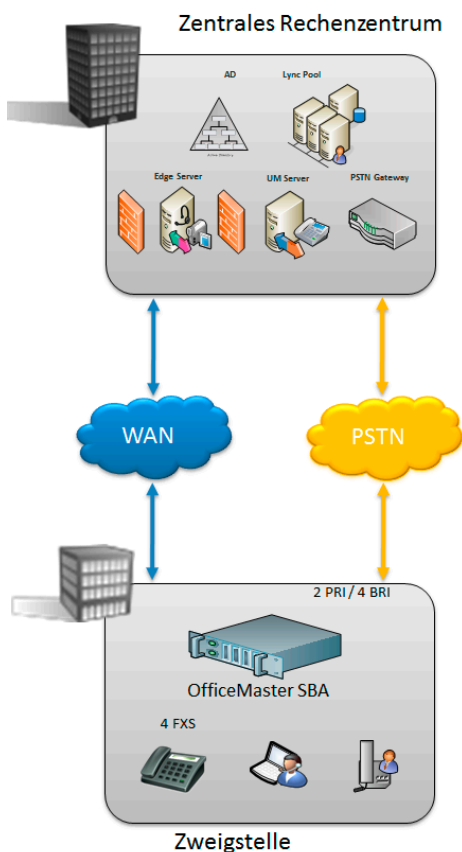 Zentrales Rechenzentrum
AD
Lync Pool
Edge Server
UM Server
PSTN Gateway
WAN
PSTN
2 PRI / 4 BRI
OfficeMaster SBA
4 FXS
Zweigstelle